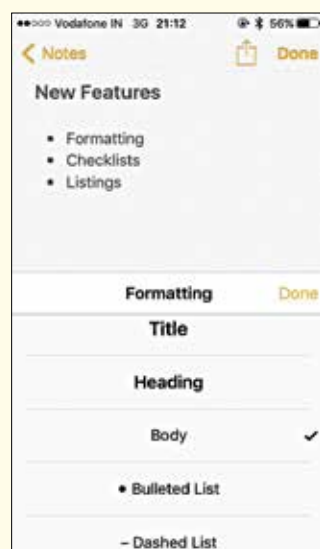 ●●○○○ Vodafone IN 3G 21:12 56%
Notes Done
New Features
• Formatting
• Checklists
• Listings
Formatting Done
Title
Heading
Body ✓
• Bulleted List
– Dashed List